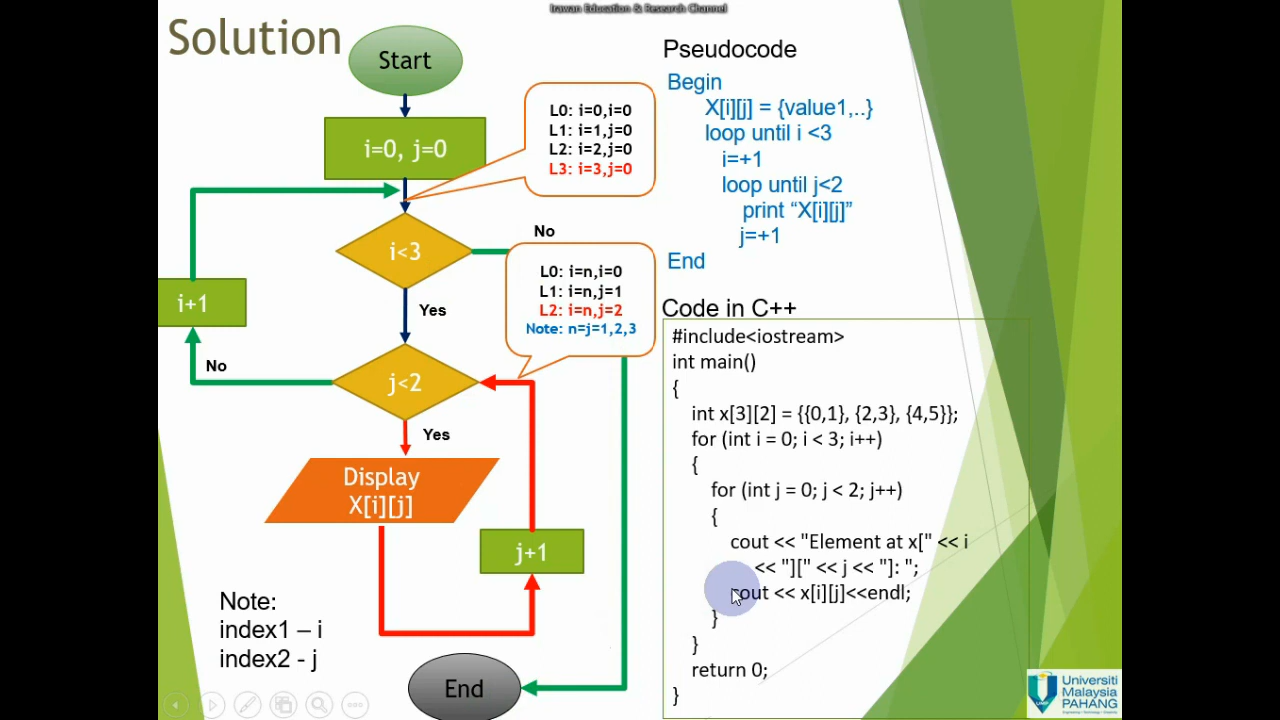 Irawan Education & Research Channel
Solution
Start
i=0, j=0
L0: i=0,i=0
L1: i=1,j=0
L2: i=2,j=0
L3: i=3,j=0
i<3
No
Yes
i+1
L0: i=n,i=0
L1: i=n,j=1
L2: i=n,j=2
Note: n=j=1,2,3
j<2
No
Yes
Display
X[i][j]
j+1
Note:
index1 – i
index2 - j
End
Pseudocode
Begin
X[i][j] = {value1,..}
loop until i <3
i=+1
loop until j<2
print “X[i][j]”
j=+1
End
Code in C++
#include<iostream>
int main()
{
int x[3][2] = {{0,1}, {2,3}, {4,5}};
for (int i = 0; i < 3; i++)
{
for (int j = 0; j < 2; j++)
{
cout << "Element at x[" << i
<< "][" << j << "]: ";
cout << x[i][j]<<endl;
}
}
return 0;
}
Universiti
Malaysia
PAHANG